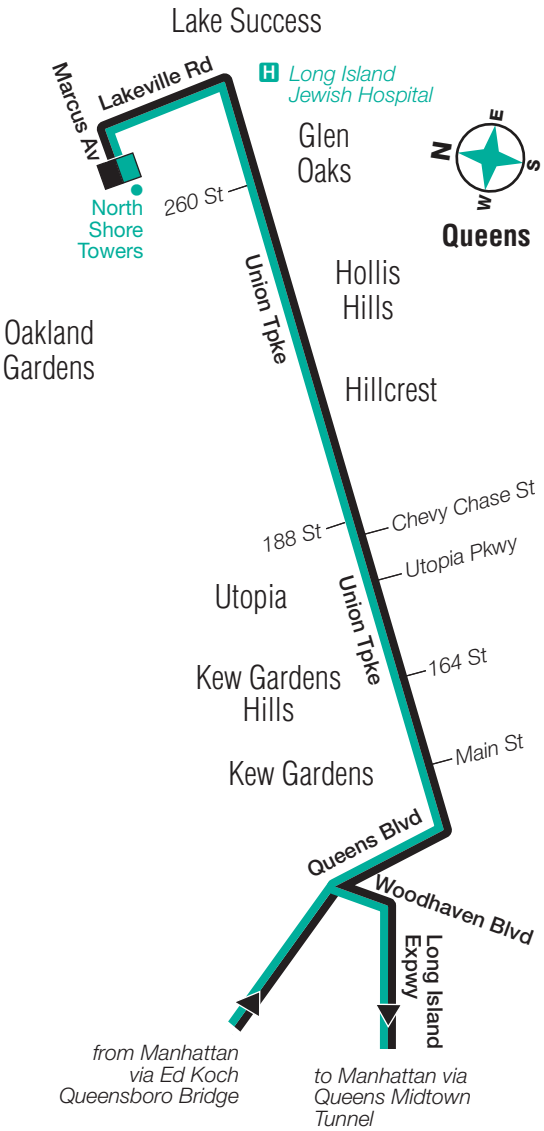 Lake Success
Marcus Av
Lakeville Rd
H Long Island
Jewish Hospital
Glen
Oaks
N
E
S
W
Queens
North
Shore
Towers
260 St
Union Tpke
Hollis
Hills
Oakland
Gardens
Hillcrest
188 St
Chevy Chase St
Utopia Pkwy
Utopia
Union Tpke
164 St
Kew Gardens
Hills
Main St
Kew Gardens
Queens Blvd
Woodhaven Blvd
Long Island
Expwy
from Manhattan
via Ed Koch
Queensboro Bridge
to Manhattan via
Queens Midtown
Tunnel